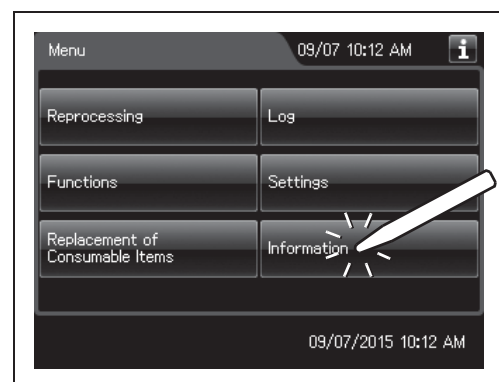 Menu
09/07 10:12 AM
i
Reprocessing
Log
Functions
Settings
Replacement of
Consumable Items
Information
09/07/2015 10:12 AM